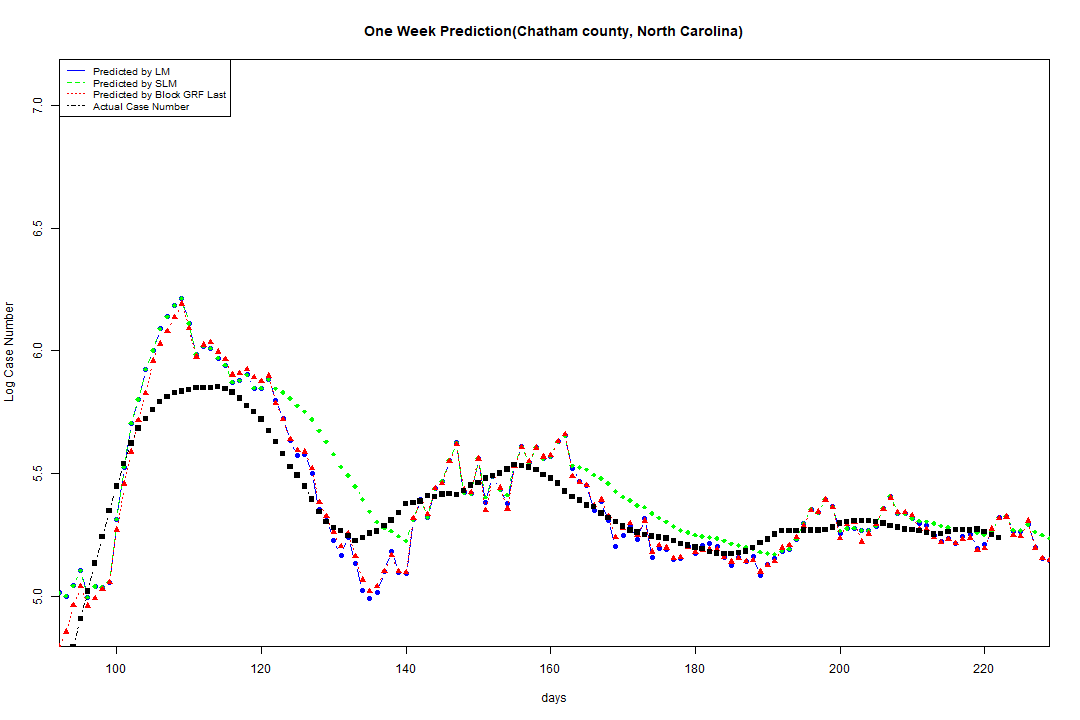 One Week Prediction(Chatham county, North Carolina)
Predicted by LM
Predicted by SLM
Predicted by Block GRF Last
Actual Case Number
Log Case Number
7.0
6.5
6.0
5.5
5.0
100 120 140 160 180 200 220
days